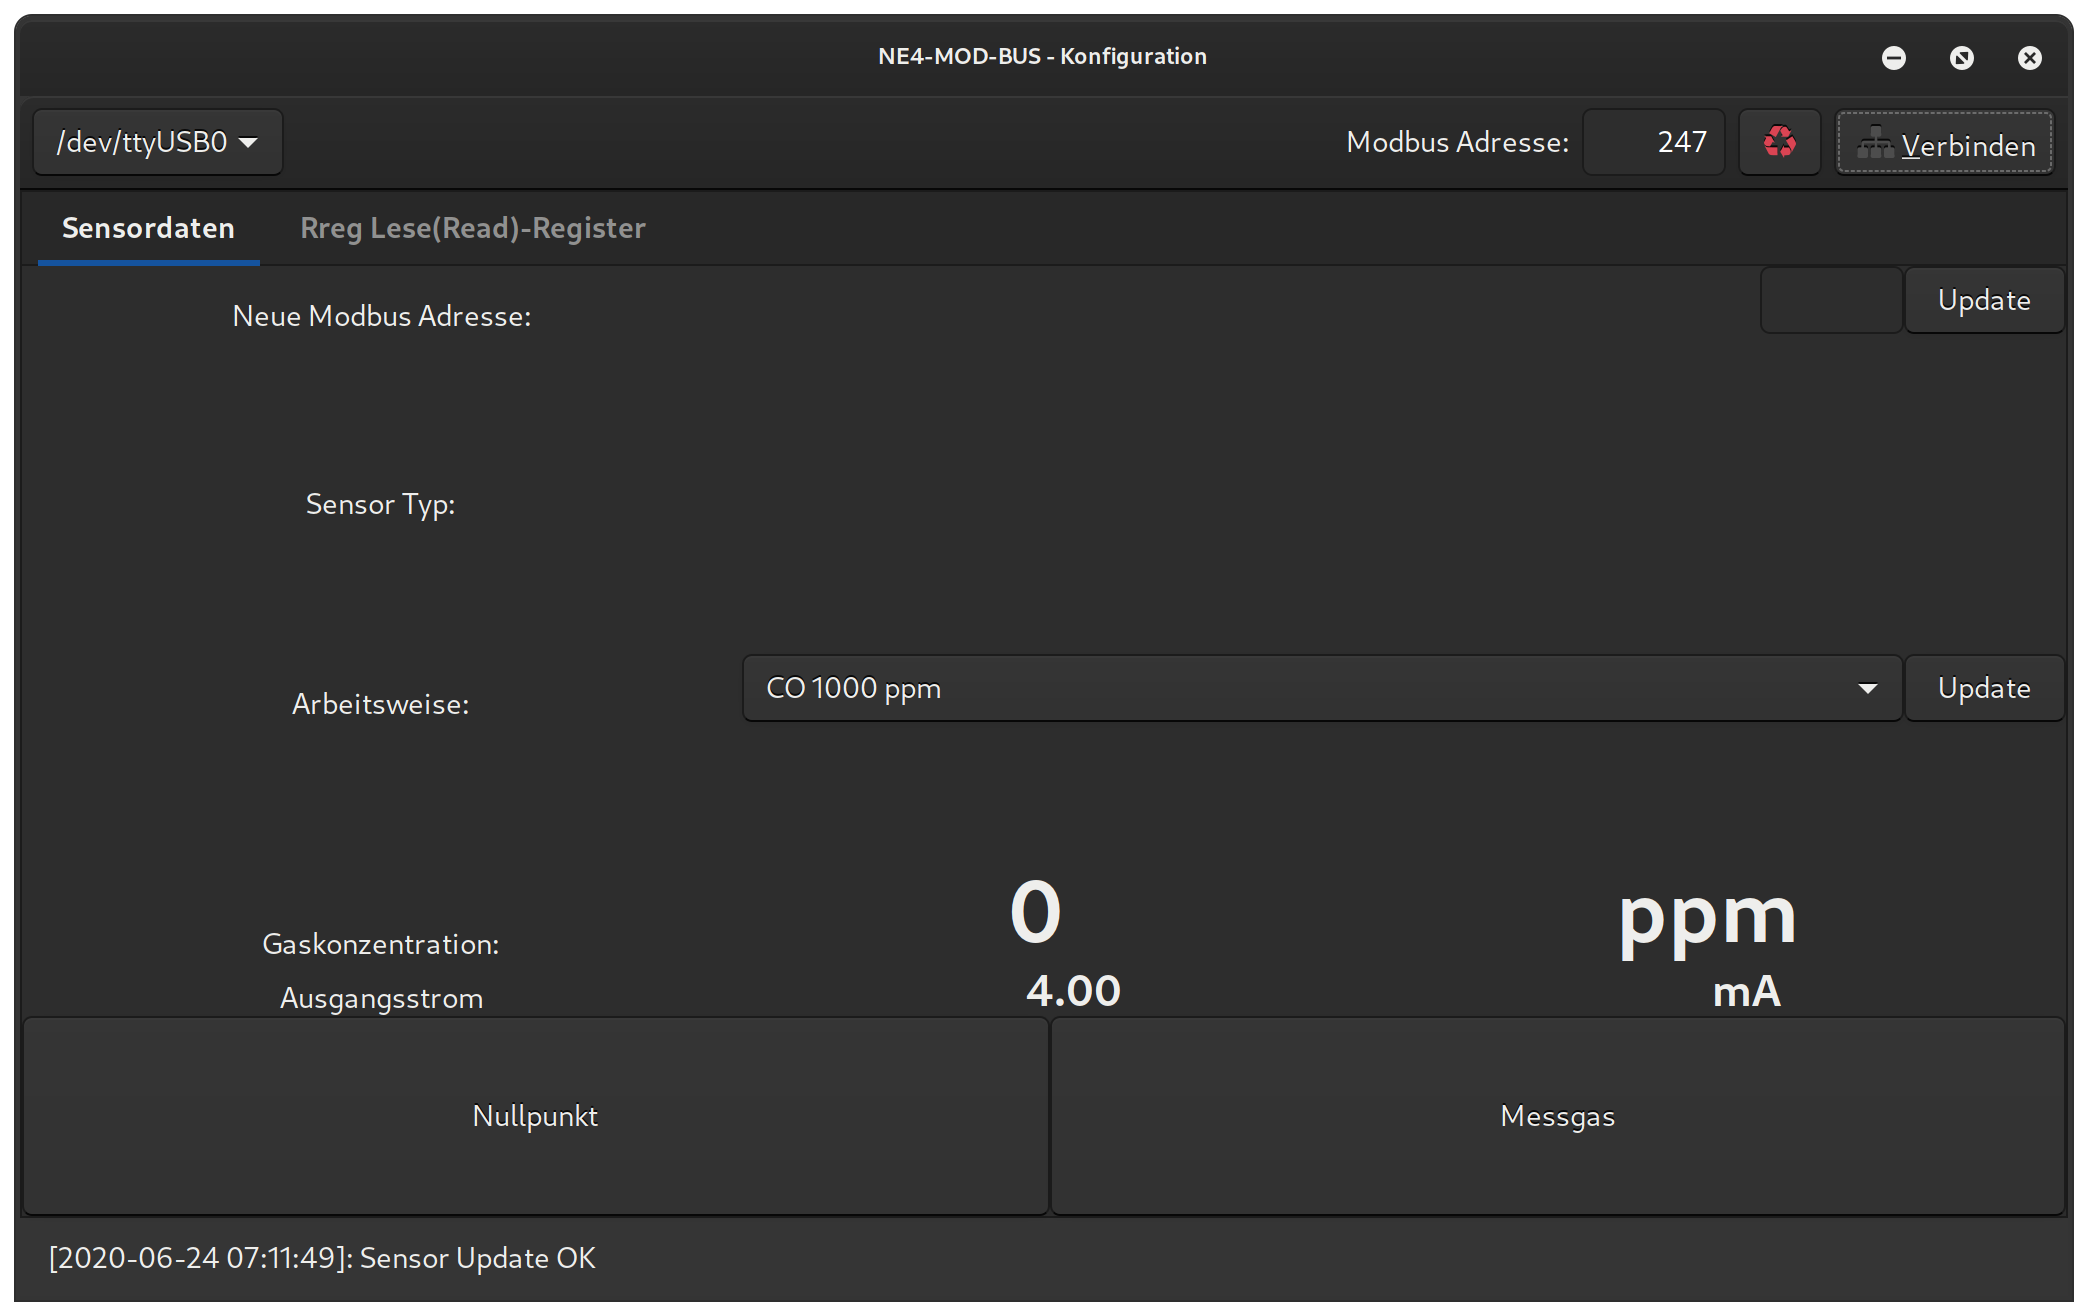 NE4-MOD-BUS - Konfiguration
/dev/ttyUSB0 Modbus Adresse: 247 Verbinden
Sensordaten Rreg Lese(Read)-Register
Neue Modbus Adresse: Update
Sensor Typ:
Arbeitsweise: CO 1000 ppm Update
Gaskonzentration: 0 ppm
Ausgangsstrom 4.00 mA
Nullpunkt Messgas
[2020-06-24 07:11:49]: Sensor Update OK